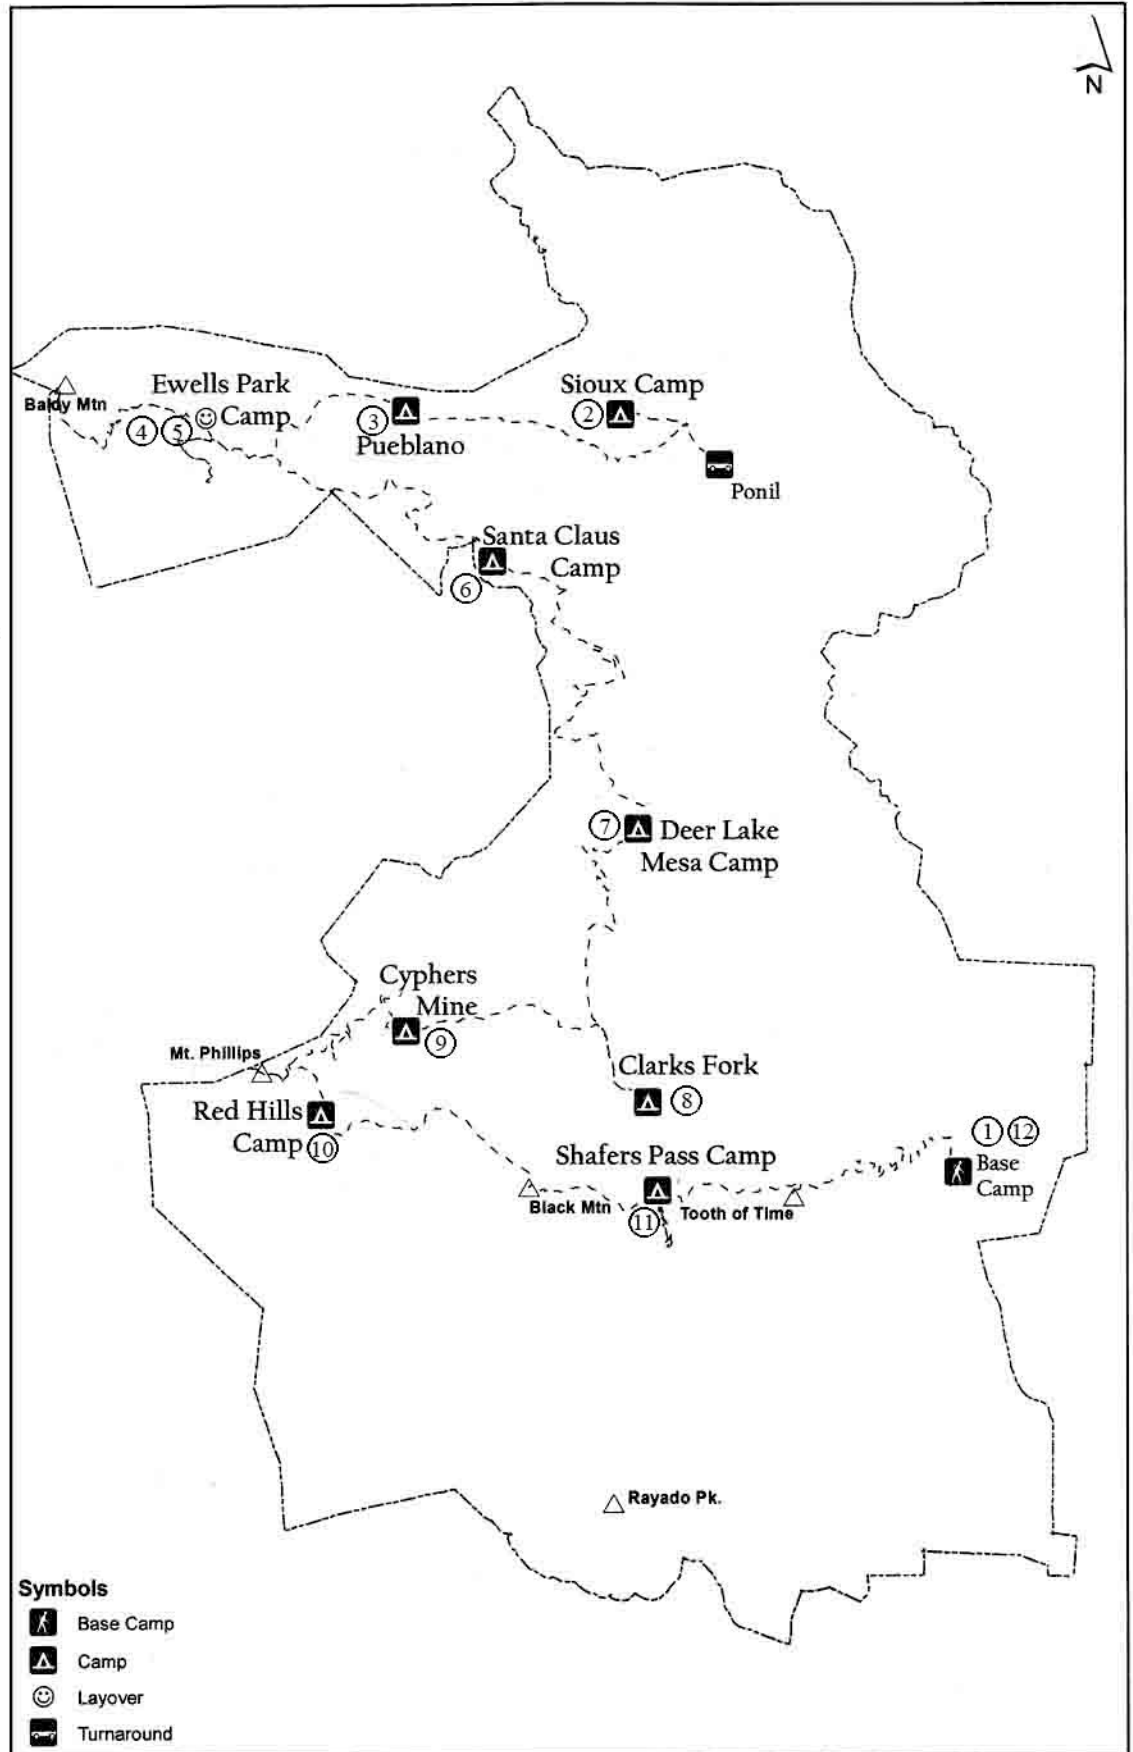 N
Ewells Park
Camp
Baldy Mtn
4 5
Sioux Camp
2
3
Pueblano
Ponil
Santa Claus
Camp
6
7
Deer Lake
Mesa Camp
Cyphers
Mine
9
Mt. Phillips
Clarks Fork
8
Red Hills
Camp 10
1 12
Base
Camp
Shafers Pass Camp
Black Mtn
11
Tooth of Time
Rayado Pk.
Symbols
Base Camp
Camp
Layover
Turnaround